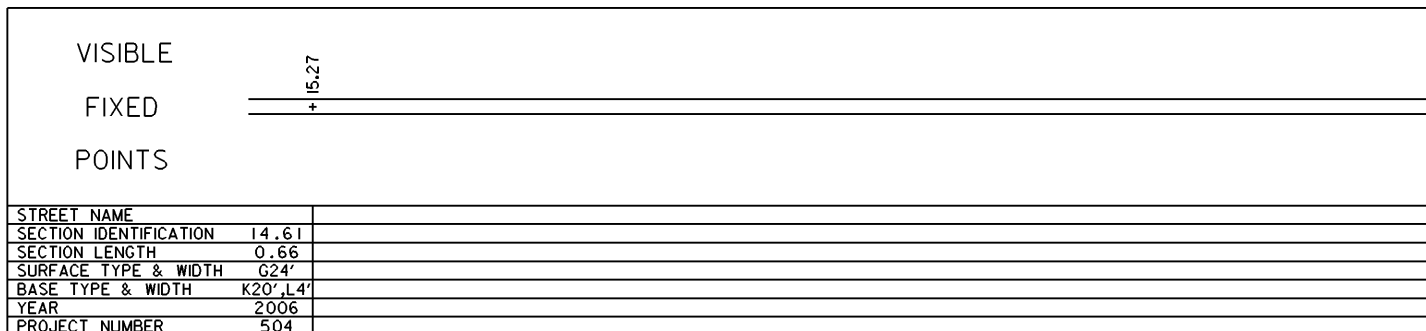 VISIBLE
15.27
FIXED +
POINTS
STREET NAME
SECTION IDENTIFICATION 14.61
SECTION LENGTH 0.66
SURFACE TYPE & WIDTH G24'
BASE TYPE & WIDTH K20',L4'
YEAR 2006
PROJECT NUMBER 504